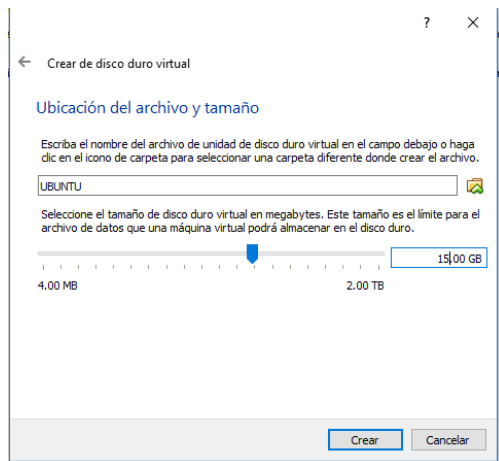 ?
Crear de disco duro virtual
Ubicación del archivo y tamaño
Escriba el nombre del archivo de unidad de disco duro virtual en el campo debajo o haga
clic en el icono de carpeta para seleccionar una carpeta diferente donde crear el archivo.
UBUNTU
Seleccione el tamaño de disco duro virtual en megabytes. Este tamaño es el límite para el
archivo de datos que una máquina virtual podrá almacenar en el disco duro.
15,00 GB
4.00 MB 2.00 TB
Crear Cancelar